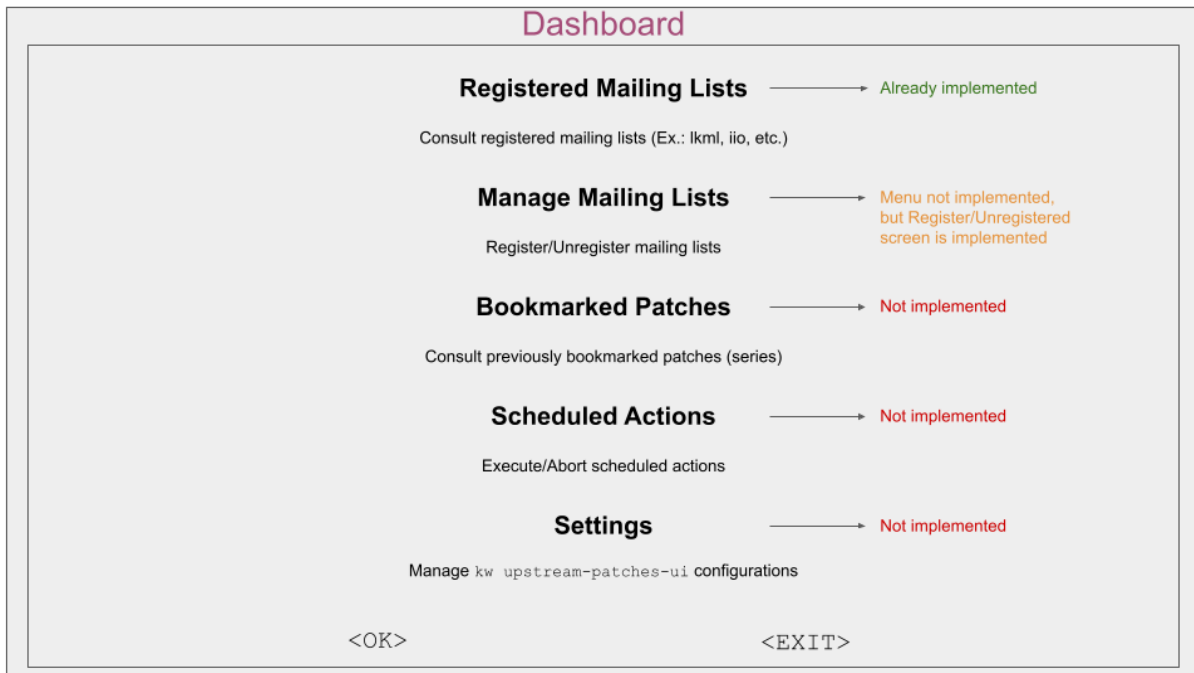 Dashboard
Registered Mailing Lists
Already implemented
Consult registered mailing lists (Ex.: lkml, iio, etc.)
Manage Mailing Lists
Menu not implemented,
but Register/Unregistered
screen is implemented
Register/Unregister mailing lists
Bookmarked Patches
Not implemented
Consult previously bookmarked patches (series)
Scheduled Actions
Not implemented
Execute/Abort scheduled actions
Settings
Not implemented
Manage kw upstream-patches-ui configurations
<OK>
<EXIT>